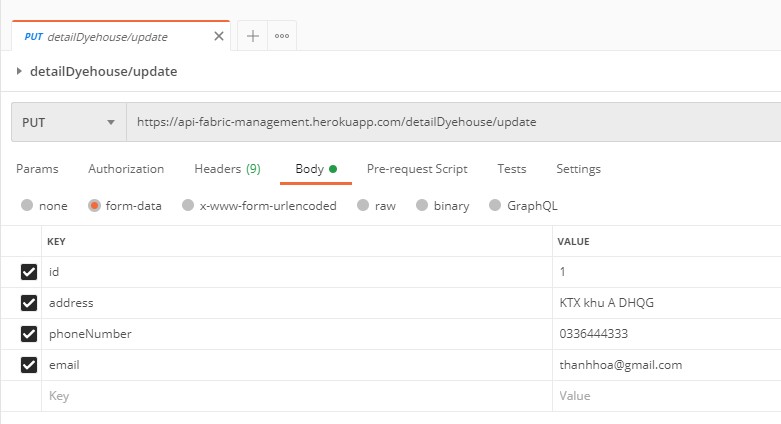 PUT detailDyehouse/update
detailDyehouse/update
PUT https://api-fabric-management.herokuapp.com/detailDyehouse/update
Params Authorization Headers (9) Body Pre-request Script Tests Settings
none form-data x-www-form-urlencoded raw binary GraphQL
KEY VALUE
id 1
address KTX khu A DHQG
phoneNumber 0336444333
email thanhhoa@gmail.com
Key Value